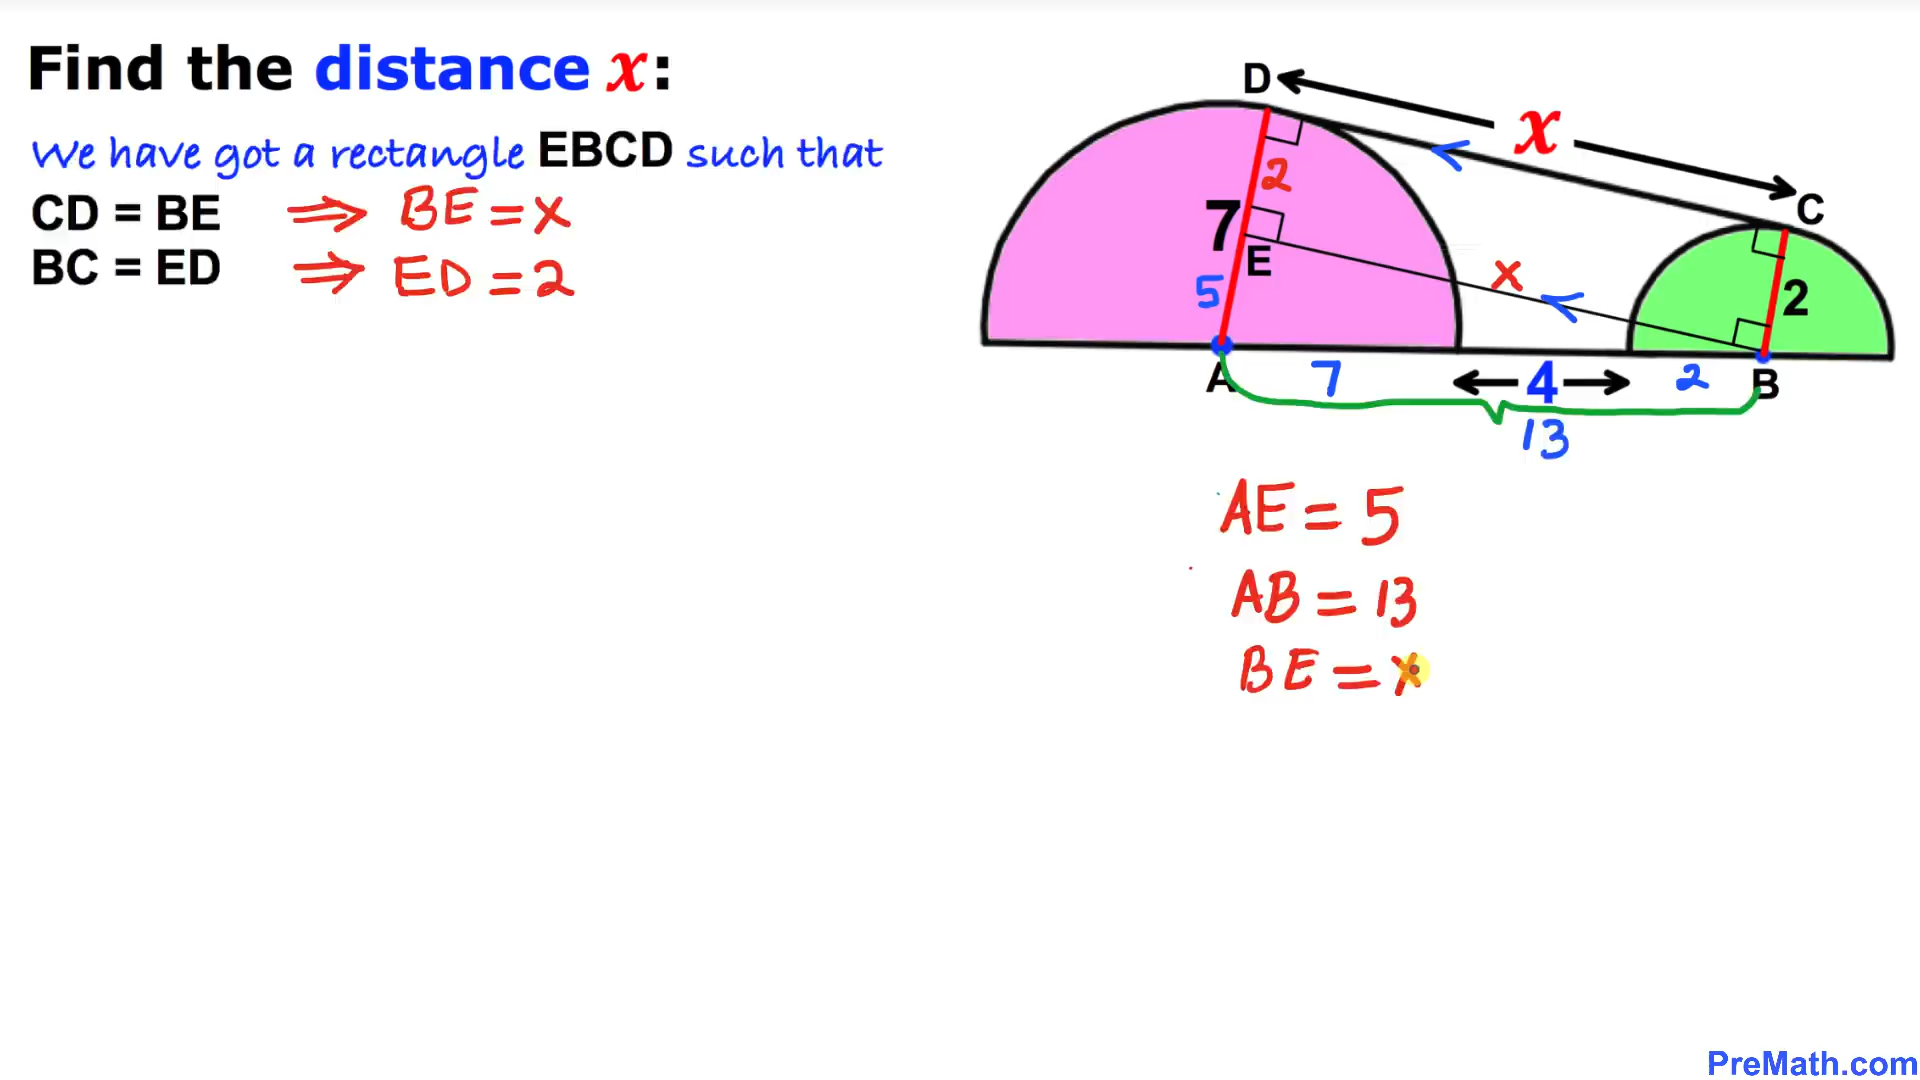 Find the distance x:
We have got a rectangle EBCD such that
CD = BE ⇒ BE = x
BC = ED ⇒ ED = 2
D
x
C
2
7
E
5
x
2
A
7
4
2
B
13
AE = 5
AB = 13
BE = x
PreMath.com